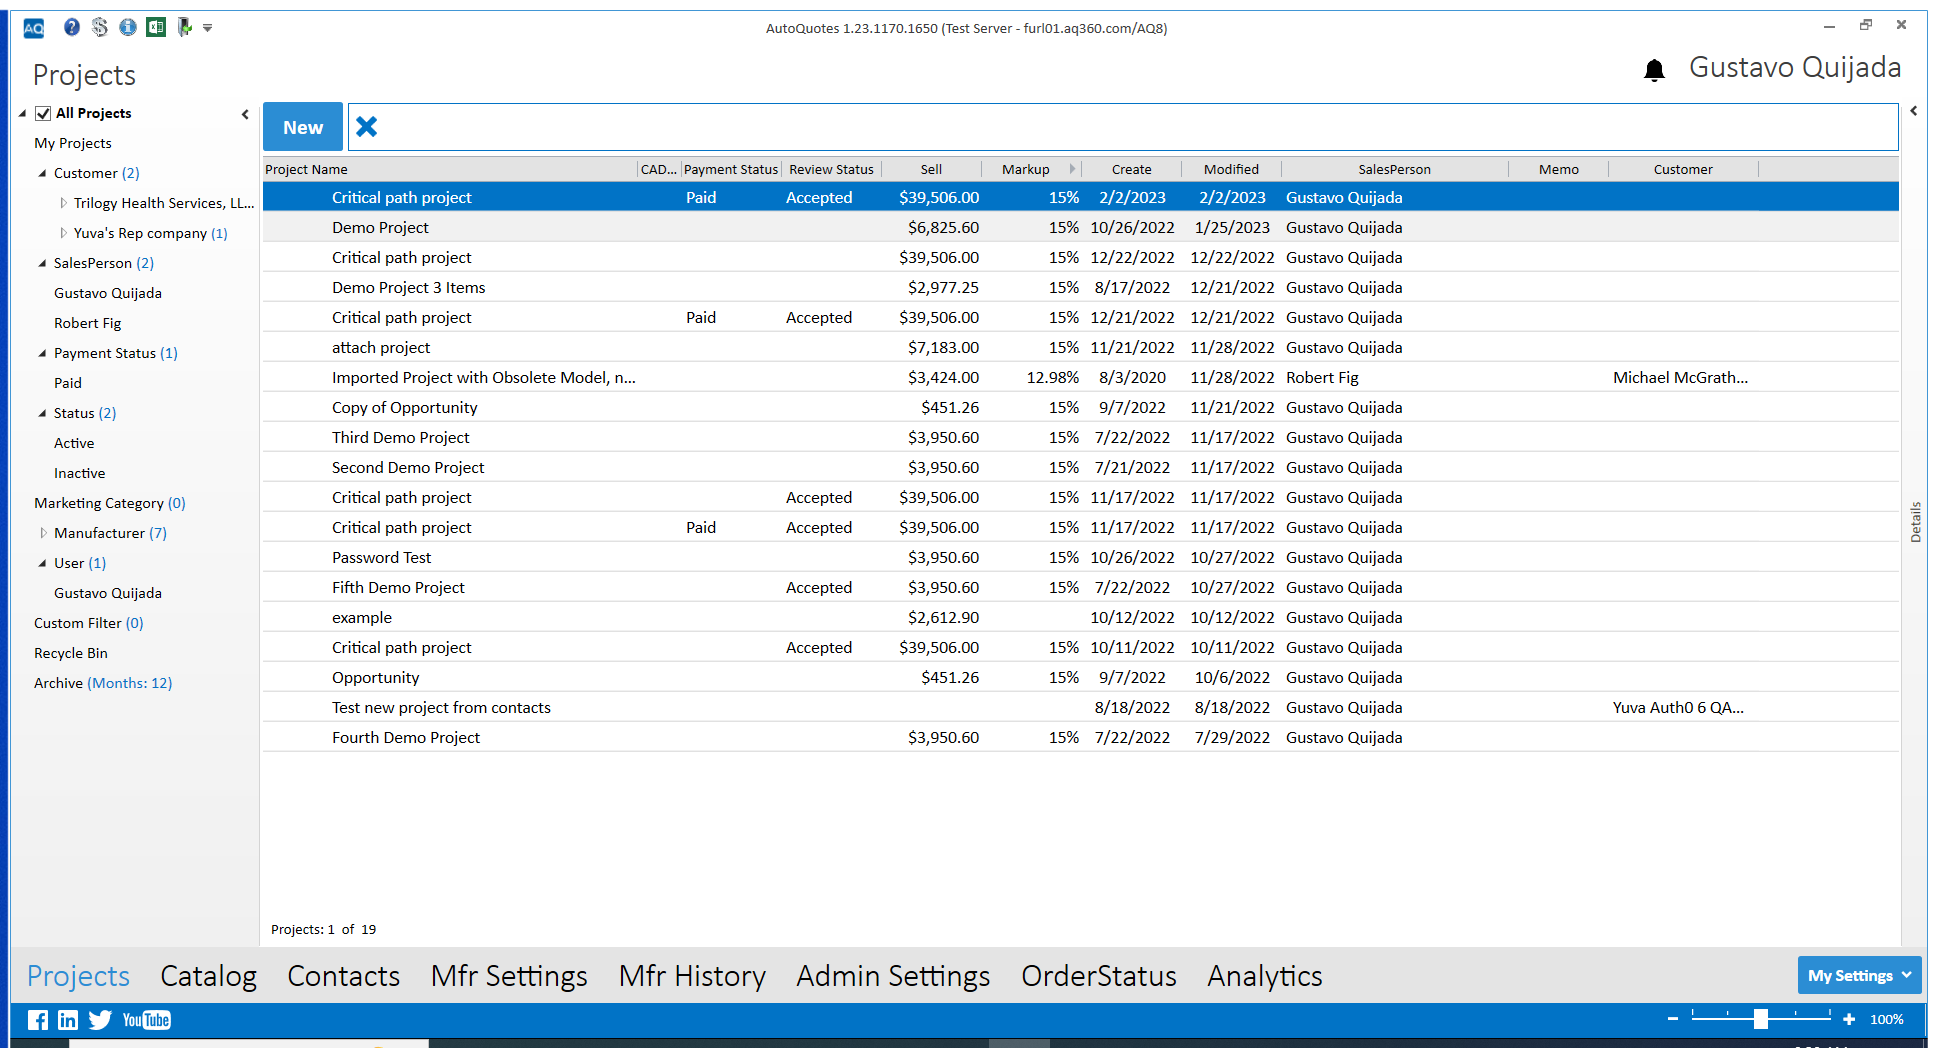 AQ
AutoQuotes 1.23.1170.1650 (Test Server - furl01.aq360.com/AQ8)
Projects
Gustavo Quijada
All Projects
My Projects
Customer (2)
Trilogy Health Services, LL...
Yuva's Rep company (1)
SalesPerson (2)
Gustavo Quijada
Robert Fig
Payment Status (1)
Paid
Status (2)
Active
Inactive
Marketing Category (0)
Manufacturer (7)
User (1)
Gustavo Quijada
Custom Filter (0)
Recycle Bin
Archive (Months: 12)
New
Project Name CAD... Payment Status Review Status Sell Markup Create Modified SalesPerson Memo Customer
Critical path project Paid Accepted $39,506.00 15% 2/2/2023 2/2/2023 Gustavo Quijada
Demo Project $6,825.60 15% 10/26/2022 1/25/2023 Gustavo Quijada
Critical path project $39,506.00 15% 12/22/2022 12/22/2022 Gustavo Quijada
Demo Project 3 Items $2,977.25 15% 8/17/2022 12/21/2022 Gustavo Quijada
Critical path project Paid Accepted $39,506.00 15% 12/21/2022 12/21/2022 Gustavo Quijada
attach project $7,183.00 15% 11/21/2022 11/28/2022 Gustavo Quijada
Imported Project with Obsolete Model, n... $3,424.00 12.98% 8/3/2020 11/28/2022 Robert Fig Michael McGrath...
Copy of Opportunity $451.26 15% 9/7/2022 11/21/2022 Gustavo Quijada
Third Demo Project $3,950.60 15% 7/22/2022 11/17/2022 Gustavo Quijada
Second Demo Project $3,950.60 15% 7/21/2022 11/17/2022 Gustavo Quijada
Critical path project Accepted $39,506.00 15% 11/17/2022 11/17/2022 Gustavo Quijada
Critical path project Paid Accepted $39,506.00 15% 11/17/2022 11/17/2022 Gustavo Quijada
Password Test $3,950.60 15% 10/26/2022 10/27/2022 Gustavo Quijada
Fifth Demo Project Accepted $3,950.60 15% 7/22/2022 10/27/2022 Gustavo Quijada
example $2,612.90 10/12/2022 10/12/2022 Gustavo Quijada
Critical path project Accepted $39,506.00 15% 10/11/2022 10/11/2022 Gustavo Quijada
Opportunity $451.26 15% 9/7/2022 10/6/2022 Gustavo Quijada
Test new project from contacts 8/18/2022 8/18/2022 Gustavo Quijada Yuva Auth0 6 QA...
Fourth Demo Project $3,950.60 15% 7/22/2022 7/29/2022 Gustavo Quijada
Details
Projects: 1 of 19
Projects Catalog Contacts Mfr Settings Mfr History Admin Settings OrderStatus Analytics
My Settings
YouTube
100%